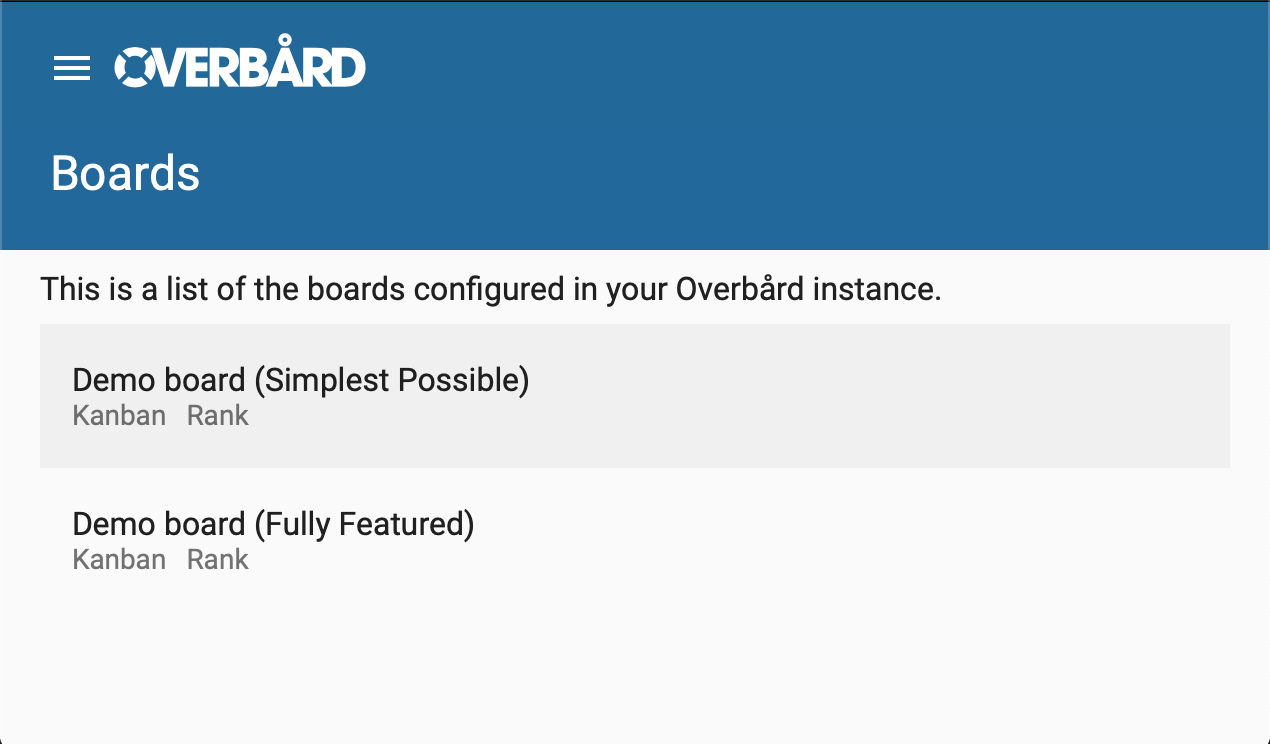 OVERBÅRD
Boards
This is a list of the boards configured in your Overbård instance.
Demo board (Simplest Possible)
Kanban Rank
Demo board (Fully Featured)
Kanban Rank